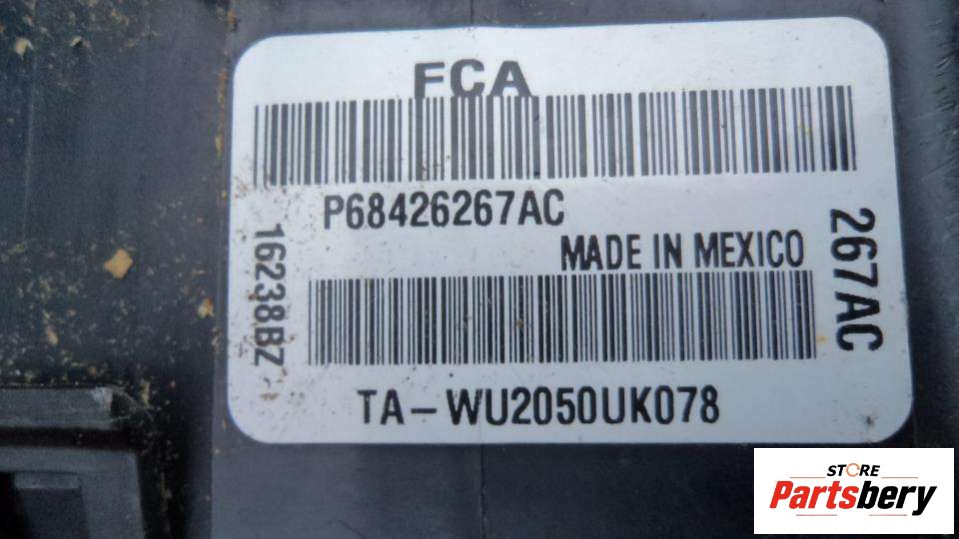 FCA
P68426267AC
MADE IN MEXICO
16238BZ
267AC
TA-WU2050UK078
STORE
Partsbery